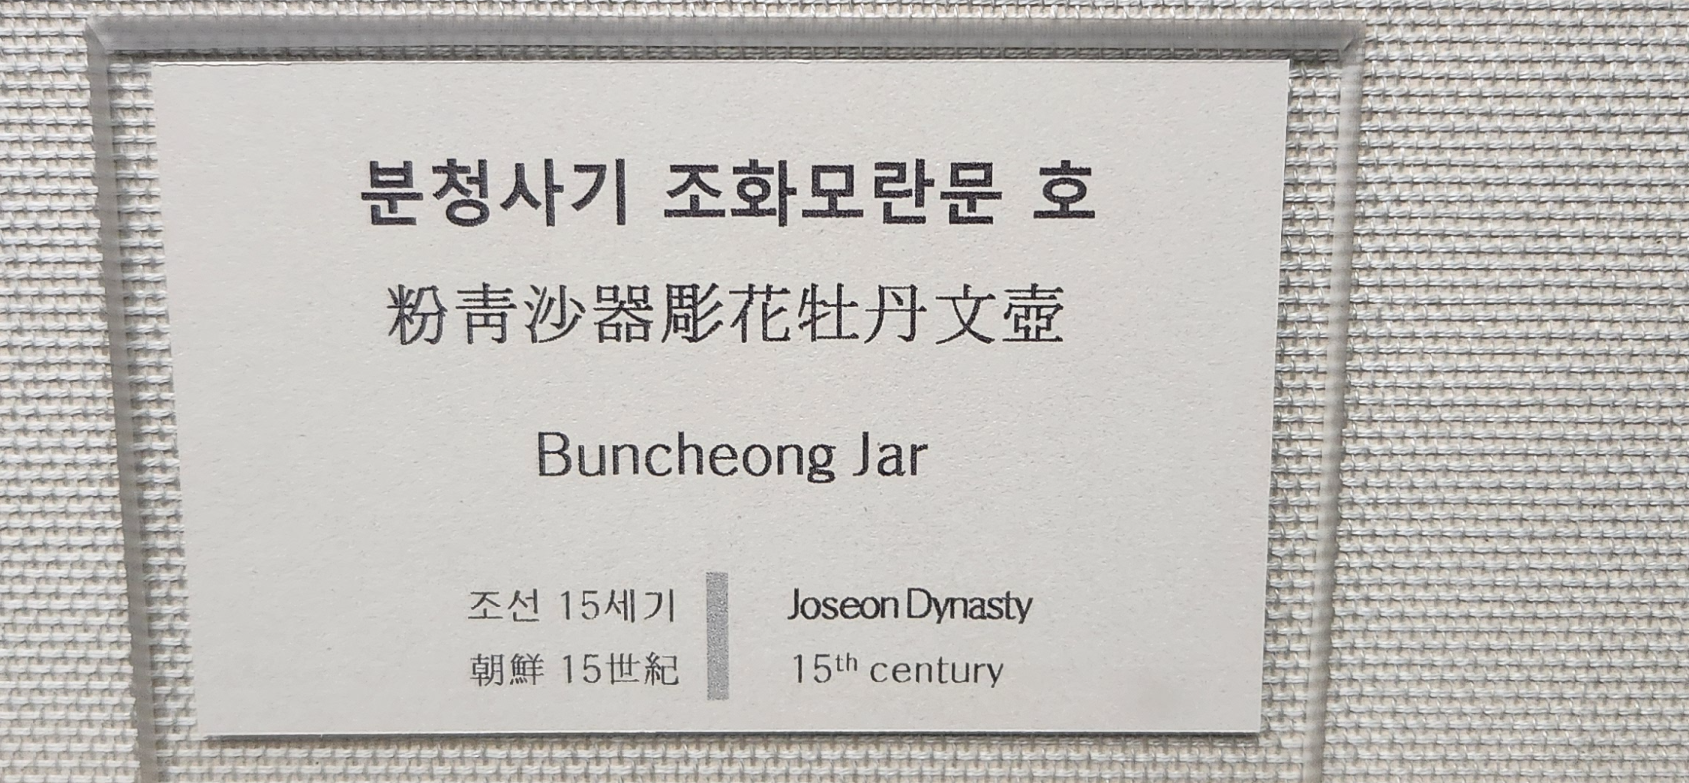 분청사기 조화모란문 호
粉靑沙器彫花牡丹文壺
Buncheong Jar
조선 15세기
朝鮮 15世紀
Joseon Dynasty
15th century